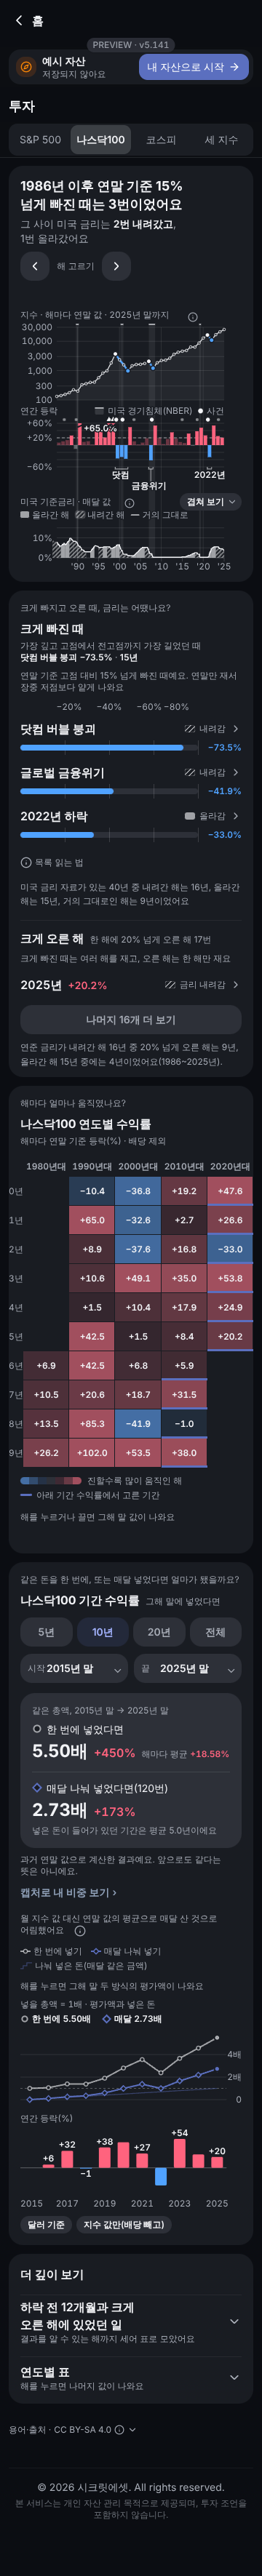 홈
PREVIEW · v5.141
예시 자산
저장되지 않아요
내 자산으로 시작
투자
S&P 500 나스닥100 코스피 세 지수
1986년 이후 연말 기준 15%
넘게 빠진 때는 3번이었어요
그 사이 미국 금리는 2번 내려갔고,
1번 올라갔어요
해 고르기
지수 · 해마다 연말 값 · 2025년 말까지
30,000
10,000
3,000
1,000
300
100
연간 등락 미국 경기침체(NBER) 사건
+60%
+65.0%
+20%
−60%
닷컴 2022년
금융위기
미국 기준금리 · 매달 값
겹쳐 보기
올라간 해 내려간 해 거의 그대로
10%
0%
'90 '95 '00 '05 '10 '15 '20 '25
크게 빠지고 오른 때, 금리는 어땠나요?
크게 빠진 때
가장 깊고 고점에서 전고점까지 가장 길었던 때
닷컴 버블 붕괴 −73.5% · 15년
연말 기준 고점 대비 15% 넘게 빠진 때예요. 연말만 재서
장중 저점보다 얕게 나와요
−20% −40% −60% −80%
닷컴 버블 붕괴 내려감
−73.5%
글로벌 금융위기 내려감
−41.9%
2022년 하락 올라감
−33.0%
목록 읽는 법
미국 금리 자료가 있는 40년 중 내려간 해는 16년, 올라간
해는 15년, 거의 그대로인 해는 9년이었어요
크게 오른 해 한 해에 20% 넘게 오른 해 17번
크게 빠진 때는 여러 해를 재고, 오른 해는 한 해만 재요
2025년 +20.2% 금리 내려감
나머지 16개 더 보기
연준 금리가 내려간 해 16년 중 20% 넘게 오른 해는 9년,
올라간 해 15년 중에는 4년이었어요(1986~2025년).
해마다 얼마나 움직였나요?
나스닥100 연도별 수익률
해마다 연말 기준 등락(%) · 배당 제외
1980년대 1990년대 2000년대 2010년대 2020년대
0년 −10.4 −36.8 +19.2 +47.6
1년 +65.0 −32.6 +2.7 +26.6
2년 +8.9 −37.6 +16.8 −33.0
3년 +10.6 +49.1 +35.0 +53.8
4년 +1.5 +10.4 +17.9 +24.9
5년 +42.5 +1.5 +8.4 +20.2
6년 +6.9 +42.5 +6.8 +5.9
7년 +10.5 +20.6 +18.7 +31.5
8년 +13.5 +85.3 −41.9 −1.0
9년 +26.2 +102.0 +53.5 +38.0
진할수록 많이 움직인 해
아래 기간 수익률에서 고른 기간
해를 누르거나 끌면 그해 말 값이 나와요
같은 돈을 한 번에, 또는 매달 넣었다면 얼마가 됐을까요?
나스닥100 기간 수익률 그해 말에 넣었다면
5년 10년 20년 전체
시작 2015년 말 끝 2025년 말
같은 총액, 2015년 말 → 2025년 말
한 번에 넣었다면
5.50배 +450% 해마다 평균 +18.58%
매달 나눠 넣었다면(120번)
2.73배 +173%
넣은 돈이 들어가 있던 기간은 평균 5.0년이에요
과거 연말 값으로 계산한 결과예요. 앞으로도 같다는
뜻은 아니에요.
캡처로 내 비중 보기
월 지수 값 대신 연말 값의 평균으로 매달 산 것으로
어림했어요
한 번에 넣기 매달 나눠 넣기
나눠 넣은 돈(매달 같은 금액)
해를 누르면 그해 말 두 방식의 평가액이 나와요
넣을 총액 = 1배 · 평가액과 넣은 돈
한 번에 5.50배 매달 2.73배
4배
2배
0
연간 등락(%)
+6 +32 −1 +38 +27 +54 +20
2015 2017 2019 2021 2023 2025
달러 기준 지수 값만(배당 빼고)
더 깊이 보기
하락 전 12개월과 크게
오른 해에 있었던 일
결과를 알 수 있는 해까지 세어 표로 모았어요
연도별 표
해를 누르면 나머지 값이 나와요
용어·출처 · CC BY-SA 4.0
© 2026 시크릿에셋. All rights reserved.
본 서비스는 개인 자산 관리 목적으로 제공되며, 투자 조언을
포함하지 않습니다.